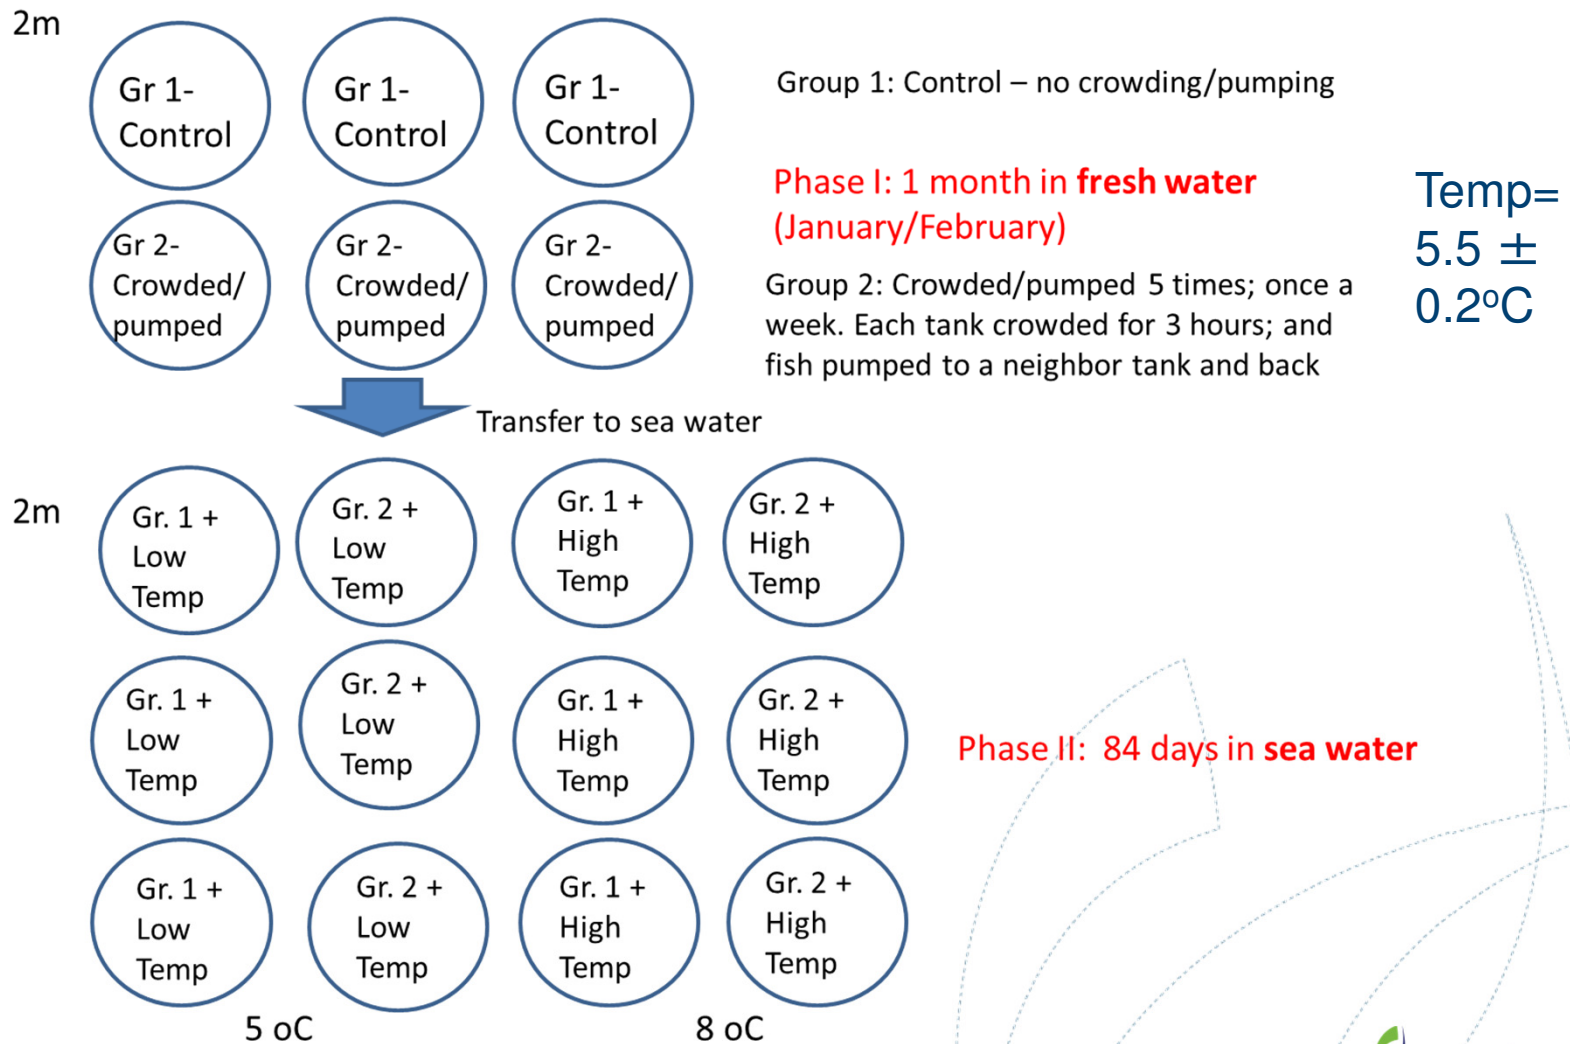 2m
Gr 1-
Control
Gr 1-
Control
Gr 1-
Control
Group 1: Control – no crowding/pumping
Phase I: 1 month in fresh water
(January/February)
Temp=
5.5 ±
0.2ºC
Gr 2-
Crowded/
pumped
Gr 2-
Crowded/
pumped
Gr 2-
Crowded/
pumped
Group 2: Crowded/pumped 5 times; once a
week. Each tank crowded for 3 hours; and
fish pumped to a neighbor tank and back
Transfer to sea water
2m
Gr. 1 +
Low
Temp
Gr. 2 +
Low
Temp
Gr. 1 +
High
Temp
Gr. 2 +
High
Temp
Gr. 1 +
Low
Temp
Gr. 2 +
Low
Temp
Gr. 1 +
High
Temp
Gr. 2 +
High
Temp
Phase II: 84 days in sea water
Gr. 1 +
Low
Temp
Gr. 2 +
Low
Temp
Gr. 1 +
High
Temp
Gr. 2 +
High
Temp
5 oC
8 oC